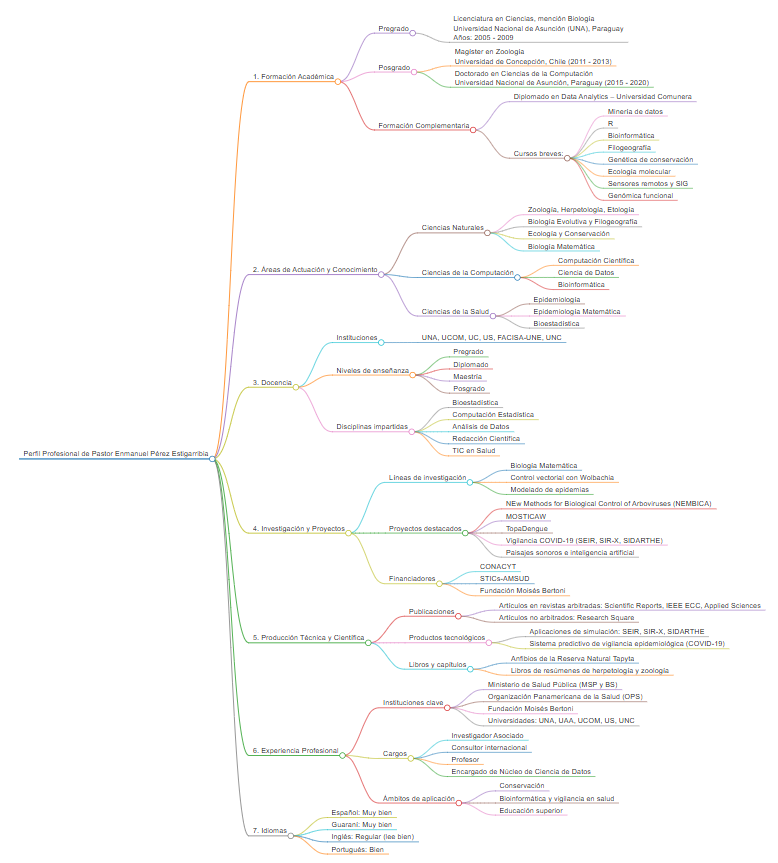 Perfil Profesional de Pastor Enmanuel Pérez Estigarribia
1. Formación Académica
Pregrado
Licenciatura en Ciencias, mención Biología
Universidad Nacional de Asunción (UNA), Paraguay
Años: 2005 - 2009
Posgrado
Magíster en Zoología
Universidad de Concepción, Chile (2011 - 2013)
Doctorado en Ciencias de la Computación
Universidad Nacional de Asunción, Paraguay (2015 - 2020)
Formación Complementaria
Diplomado en Data Analytics – Universidad Comunera
Cursos breves:
Minería de datos
R
Bioinformática
Filogeografía
Genética de conservación
Ecología molecular
Sensores remotos y SIG
Genómica funcional
2. Áreas de Actuación y Conocimiento
Ciencias Naturales
Zoología, Herpetología, Etología
Biología Evolutiva y Filogeografía
Ecología y Conservación
Biología Matemática
Ciencias de la Computación
Computación Científica
Ciencia de Datos
Bioinformática
Ciencias de la Salud
Epidemiología
Epidemiología Matemática
Bioestadística
3. Docencia
Instituciones
UNA, UCOM, UC, US, FACISA-UNE, UNC
Niveles de enseñanza
Pregrado
Diplomado
Maestría
Posgrado
Disciplinas impartidas
Bioestadística
Computación Estadística
Análisis de Datos
Redacción Científica
TIC en Salud
4. Investigación y Proyectos
Líneas de investigación
Biología Matemática
Control vectorial con Wolbachia
Modelado de epidemias
Proyectos destacados
NEw Methods for Biological Control of Arboviroses (NEMBICA)
MOSTICAW
TopaDengue
Vigilancia COVID-19 (SEIR, SIR-X, SIDARTHE)
Paisajes sonoros e inteligencia artificial
Financiadores
CONACYT
STICs-AMSUD
Fundación Moisés Bertoni
5. Producción Técnica y Científica
Publicaciones
Artículos en revistas arbitradas: Scientific Reports, IEEE ECC, Applied Sciences
Artículos no arbitrados: Research Square
Productos tecnológicos
Aplicaciones de simulación: SEIR, SIR-X, SIDARTHE
Sistema predictivo de vigilancia epidemiológica (COVID-19)
Libros y capítulos
Anfibios de la Reserva Natural Tapyta
Libros de resúmenes de herpetología y zoología
6. Experiencia Profesional
Instituciones clave
Ministerio de Salud Pública (MSP y BS)
Organización Panamericana de la Salud (OPS)
Fundación Moisés Bertoni
Universidades: UNA, UAA, UCOM, US, UNC
Cargos
Investigador Asociado
Consultor internacional
Profesor
Encargado de Núcleo de Ciencia de Datos
Ámbitos de aplicación
Conservación
Bioinformática y vigilancia en salud
Educación superior
7. Idiomas
Español: Muy bien
Guaraní: Muy bien
Inglés: Regular (lee bien)
Portugués: Bien